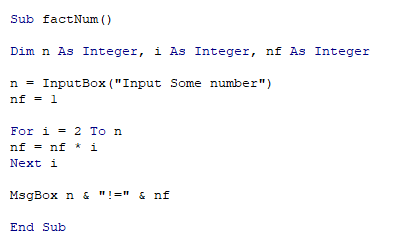 Sub factNum()
Dim n As Integer, i As Integer, nf As Integer
n = InputBox("Input Some number")
nf = 1
For i = 2 To n
nf = nf * i
Next i
MsgBox n & "!=" & nf
End Sub